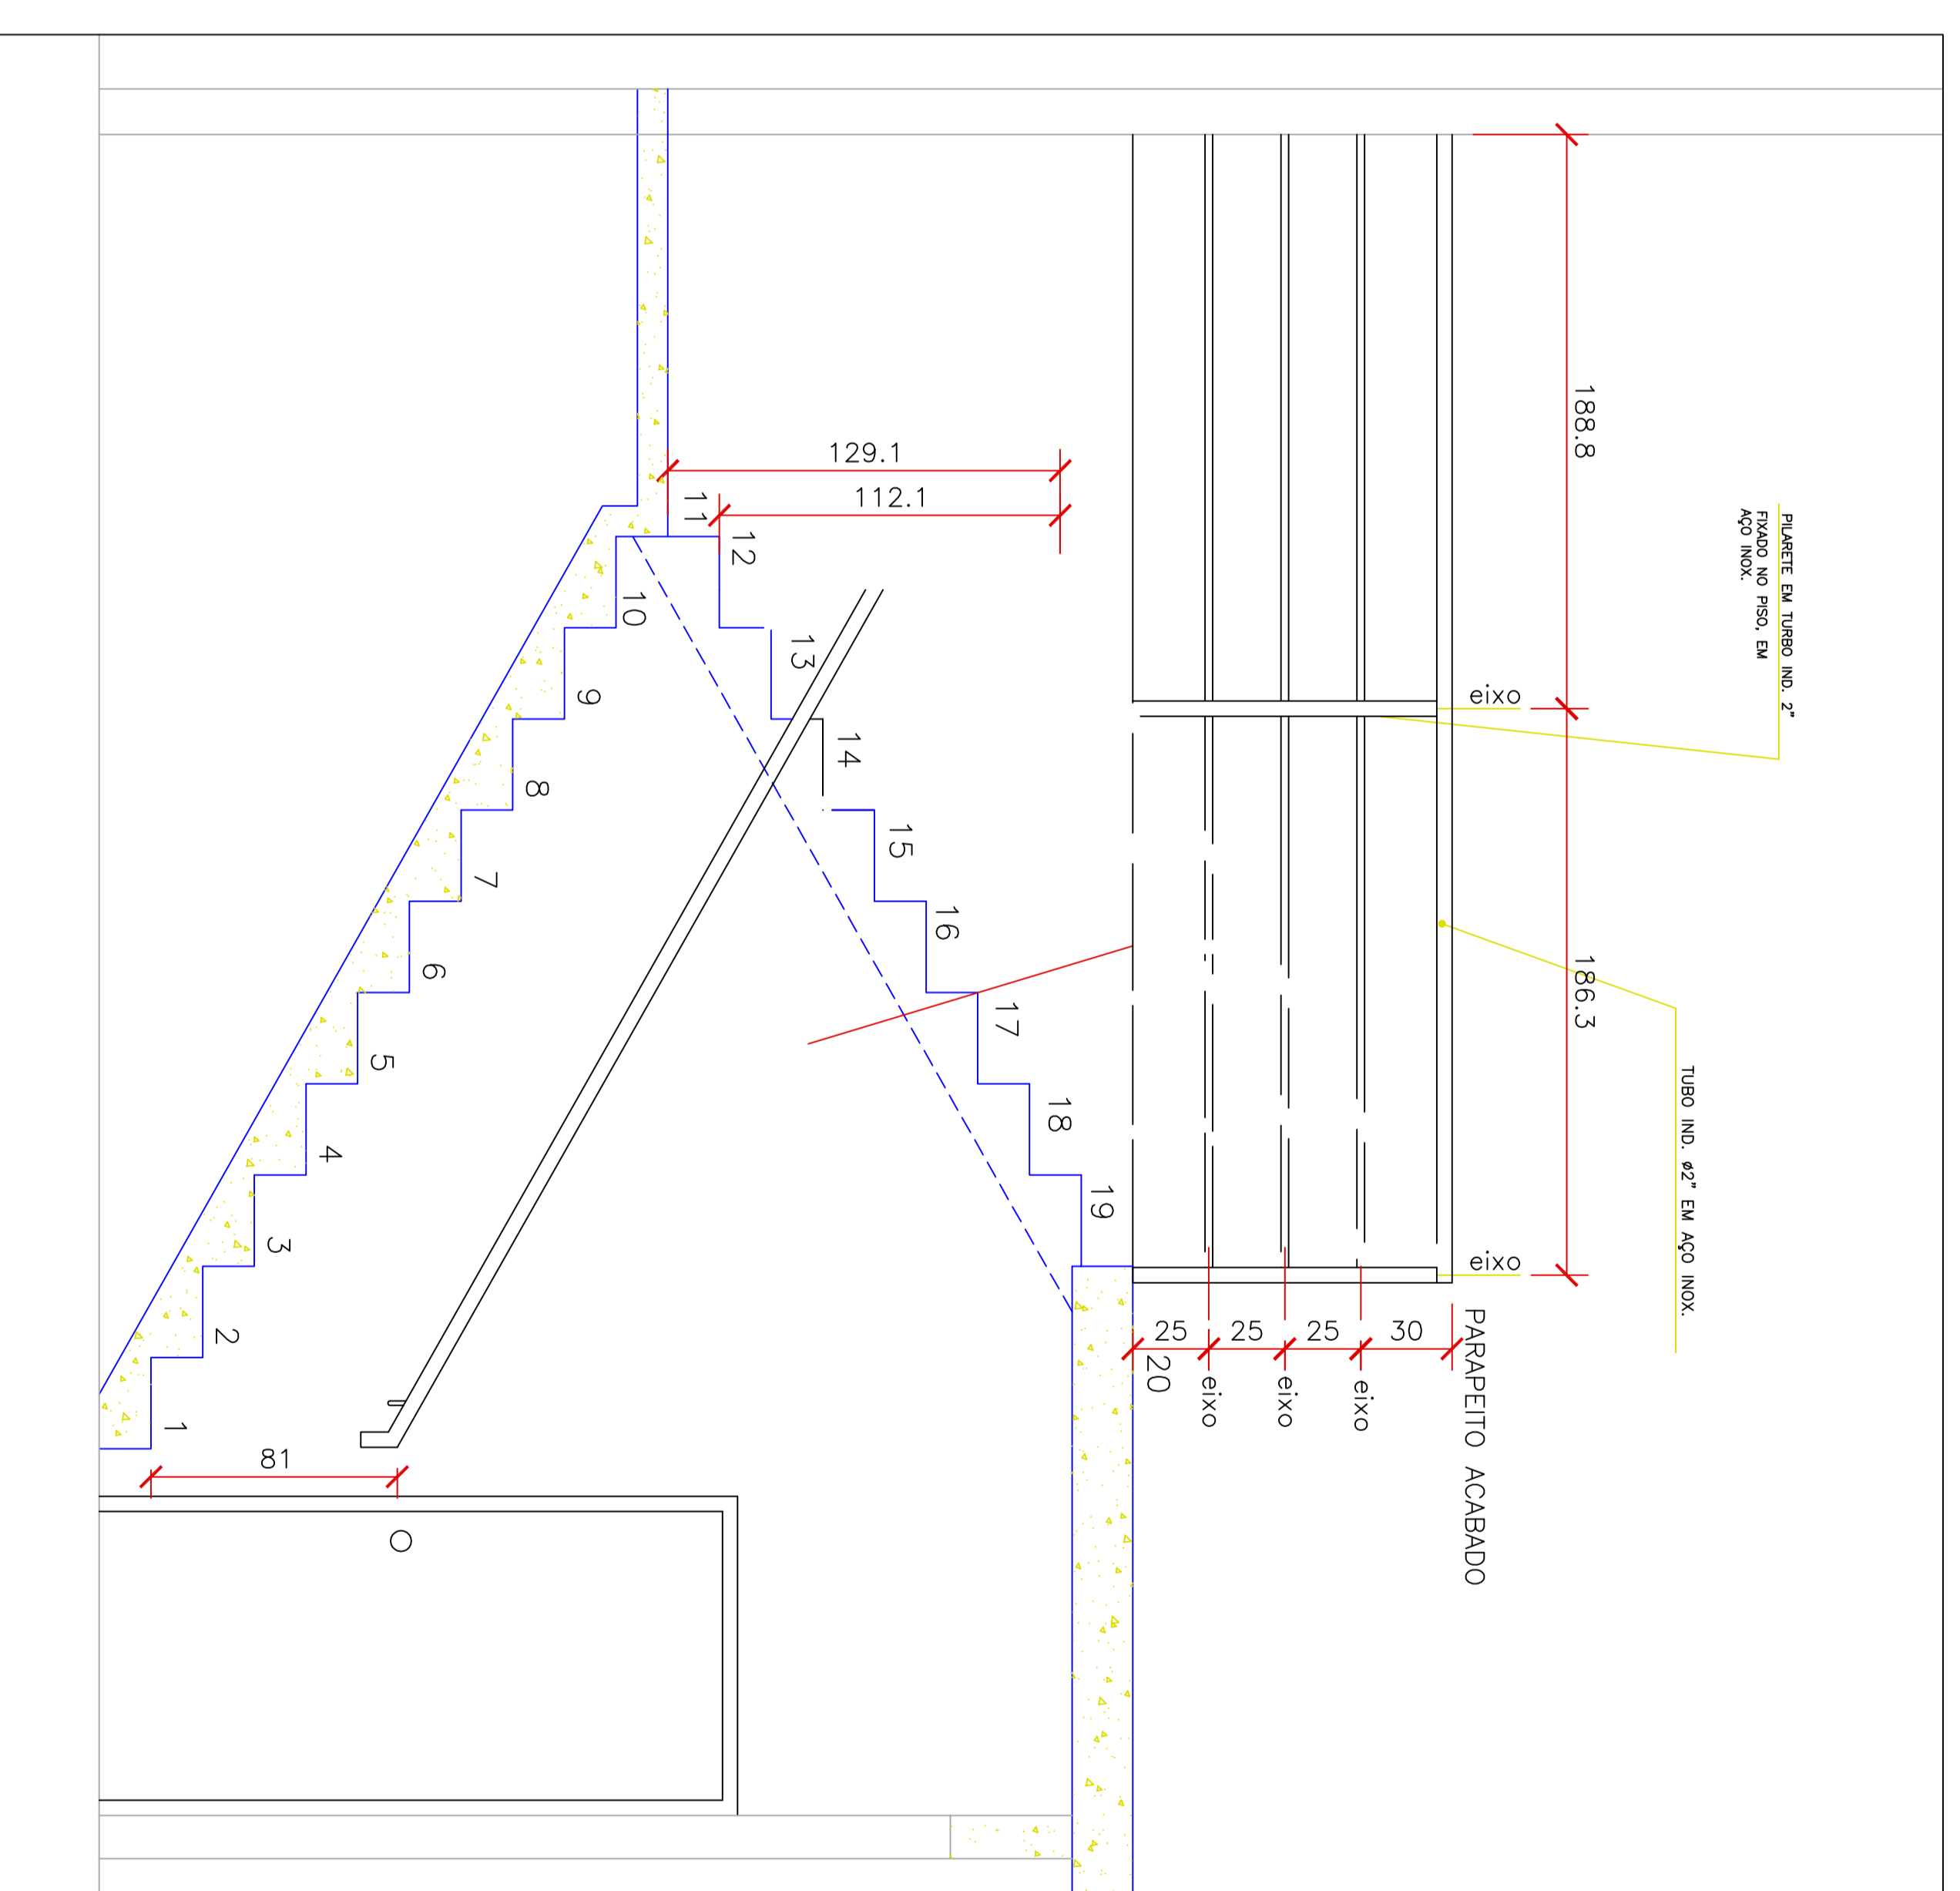 PILARETE EM TURBO IND. 2"
FIXADO NO PISO, EM
AÇO INOX.
TUBO IND. ø2" EM AÇO INOX.
188.8
186.3
eixo
eixo
PARAPEITO ACABADO
30
25
25
25
eixo
eixo
eixo
20
19
18
17
16
15
14
13
12
11
129.1
112.1
10
9
8
7
6
5
4
3
2
1
81